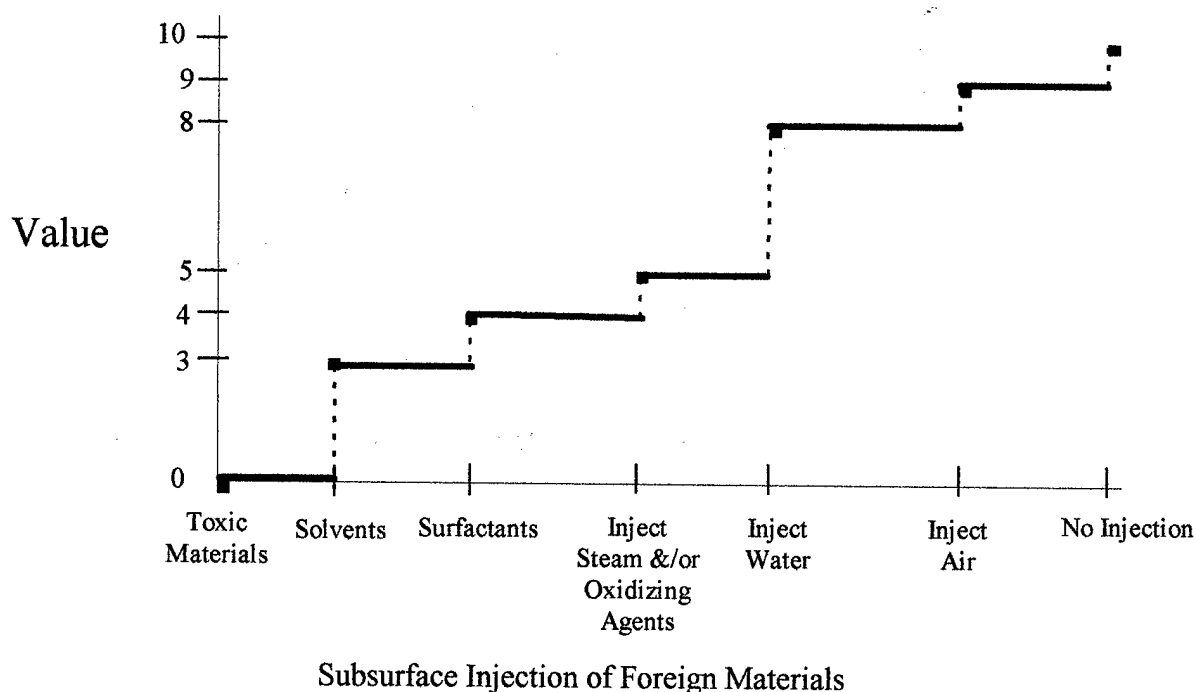 10
9
8
Value
5
4
3
0
Toxic
Materials
Solvents
Surfactants
Inject
Steam &/or
Oxidizing
Agents
Inject
Water
Inject
Air
No Injection
Subsurface Injection of Foreign Materials